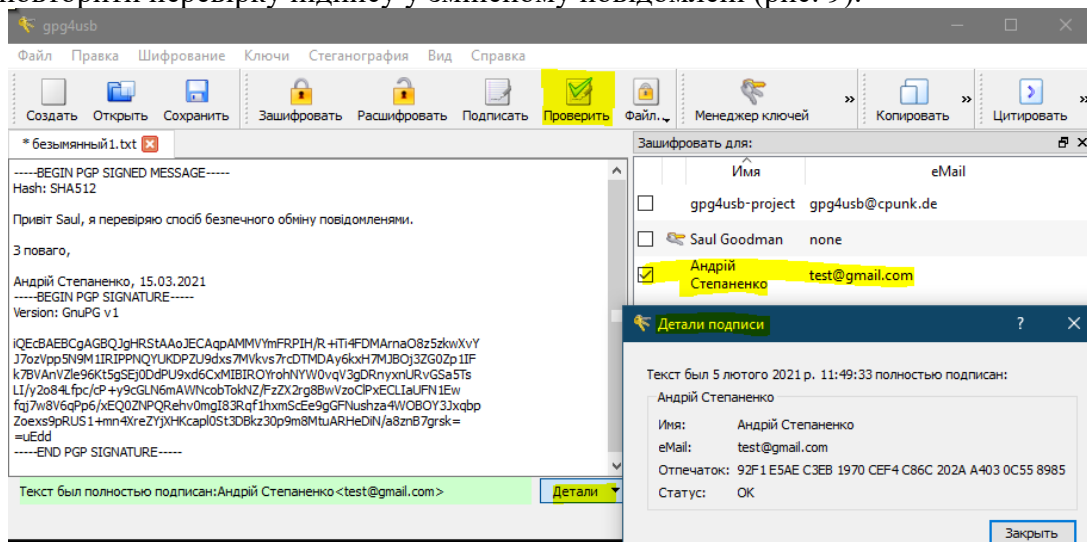 повторити перевірку підпису у зміненому повідомлені (рис. 9).
gpg4usb
Файл Правка Шифрование Ключи Стеганография Вид Справка
Создать Открыть Сохранить Зашифровать Расшифровать Подписать Проверить Файл.. Менеджер ключей » Копировать » Цитировать »
* безымянный1.txt
Зашифровать для:
-----BEGIN PGP SIGNED MESSAGE-----
Hash: SHA512
Привіт Saul, я перевіряю спосіб безпечного обміну повідомленями.
З повагo,
Андрій Степаненко, 15.03.2021
-----BEGIN PGP SIGNATURE-----
Version: GnuPG v1
iQEcBAEBCgAGBQJgHRStAAoJECAqpAMMVYmFRPIH/R+iTi4FDMArnaO8z5zkwXvY
J7ozVpp5N9M1IRIPPNQYUKDPZU9dxs7MVkvs7rcDTMDAy6kxH7MJBOj3ZG0Zp1IF
k7BVAnVZle96Kt5gSEj0DdPU9xd6CxMIBIROYrohNYW0vqV3gDRnyxnURvGSa5Ts
LI/y2o84Lfpc/cP+y9cGLN6mAWNcobTokNZ/FzZX2rg8BwVzoClPxECLIaUFN1Ew
fqj7w8V6qPp6/xEQ0ZNPQRehv0mgI83Rqf1hxmScEe9gGFNushza4WOBOY3Jxqbp
Zoexs9pRUS1+mn4XreZYjXHKcapl0St3DBkz30p9m8MtuARHeDiN/a8znB7grsk=
=uEdd
-----END PGP SIGNATURE-----
Имя eMail
gpg4usb-project gpg4usb@cpunk.de
Saul Goodman none
Андрій Степаненко test@gmail.com
Детали подписи ?
Текст был 5 лютого 2021 р. 11:49:33 полностью подписан:
Андрій Степаненко
Имя: Андрій Степаненко
eMail: test@gmail.com
Отпечаток: 92F1 E5AE C3EB 1970 CEF4 C86C 202A A403 0C55 8985
Статус: OK
Закрыть
Текст был полностью подписан:Андрій Степаненко<test@gmail.com>
Детали